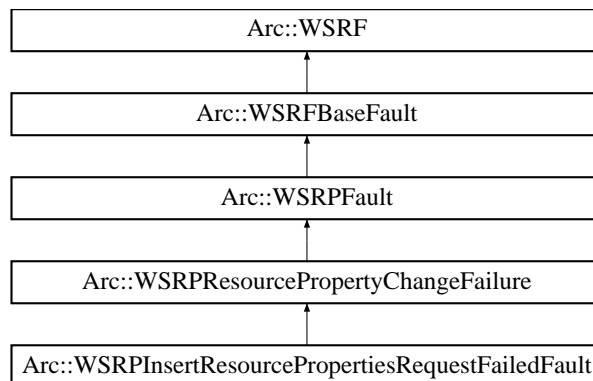 Arc::WSRF
Arc::WSRFBaseFault
Arc::WSRPFault
Arc::WSRPResourcePropertyChangeFailure
Arc::WSRPInsertResourcePropertiesRequestFailedFault